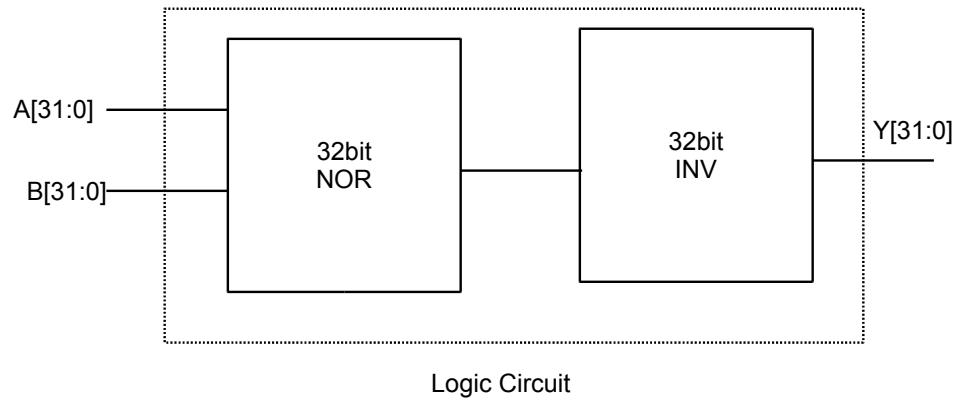 A[31:0]
B[31:0]
32bit
NOR
32bit
INV
Y[31:0]
Logic Circuit